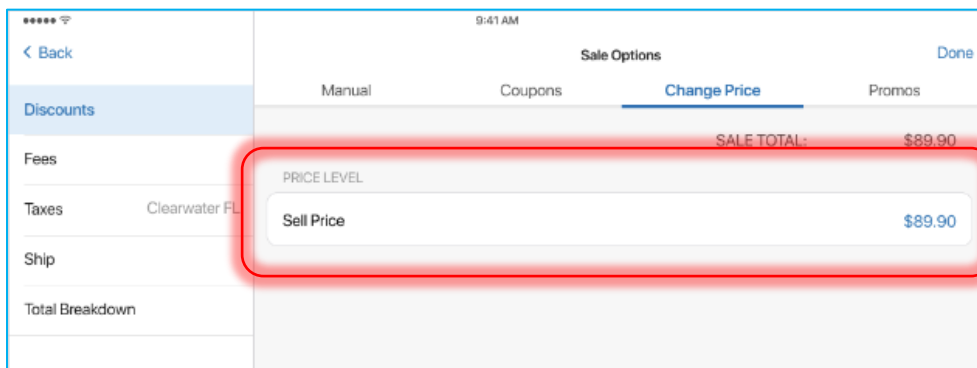 9:41 AM
Back
Sale Options
Done
Manual
Coupons
Change Price
Promos
Discounts
SALE TOTAL: $89.90
Fees
PRICE LEVEL
Taxes Clearwater FL
Sell Price $89.90
Ship
Total Breakdown